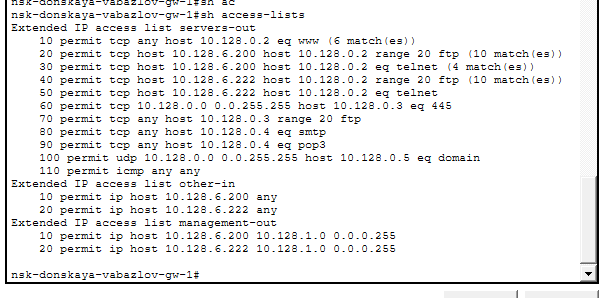 nsk-donskaya-vabazlov-gw-1#sh ac
nsk-donskaya-vabazlov-gw-1#sh access-lists
Extended IP access list servers-out
10 permit tcp any host 10.128.0.2 eq www (6 match(es))
20 permit tcp host 10.128.6.200 host 10.128.0.2 range 20 ftp (10 match(es))
30 permit tcp host 10.128.6.200 host 10.128.0.2 eq telnet (4 match(es))
40 permit tcp host 10.128.6.222 host 10.128.0.2 range 20 ftp (10 match(es))
50 permit tcp host 10.128.6.222 host 10.128.0.2 eq telnet
60 permit tcp 10.128.0.0 0.0.255.255 host 10.128.0.3 eq 445
70 permit tcp any host 10.128.0.3 range 20 ftp
80 permit tcp any host 10.128.0.4 eq smtp
90 permit tcp any host 10.128.0.4 eq pop3
100 permit udp 10.128.0.0 0.0.255.255 host 10.128.0.5 eq domain
110 permit icmp any any
Extended IP access list other-in
10 permit ip host 10.128.6.200 any
20 permit ip host 10.128.6.222 any
Extended IP access list management-out
10 permit ip host 10.128.6.200 10.128.1.0 0.0.0.255
20 permit ip host 10.128.6.222 10.128.1.0 0.0.0.255
nsk-donskaya-vabazlov-gw-1#